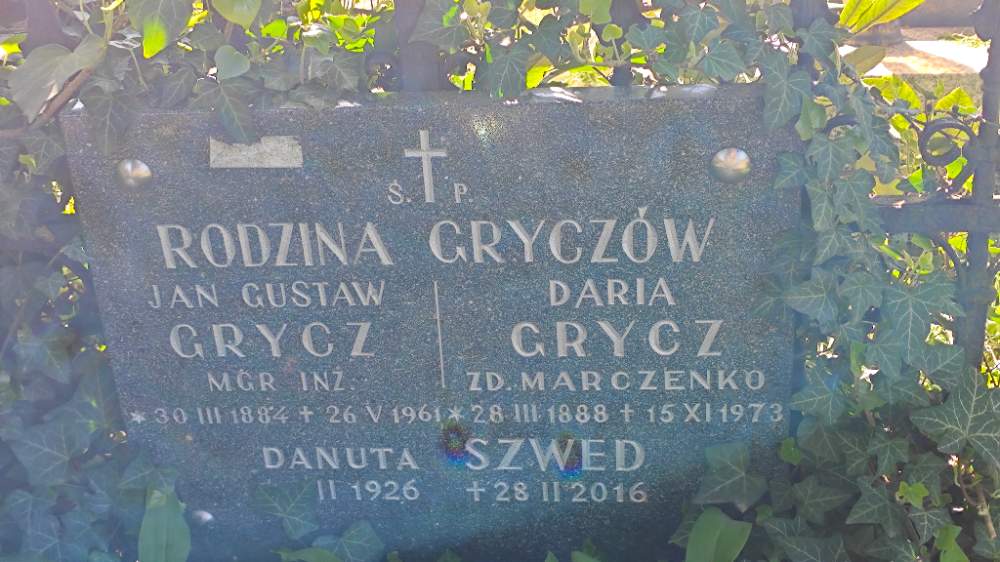 Ś. P.
RODZINA GRYCZÓW
JAN GUSTAW
GRYCZ
MGR INŻ.
* 30 III 1884 + 26 V 1961
DARIA
GRYCZ
ZD. MARCZENKO
* 28 III 1888 + 15 XI 1973
DANUTA SZWED
II 1926 + 28 II 2016